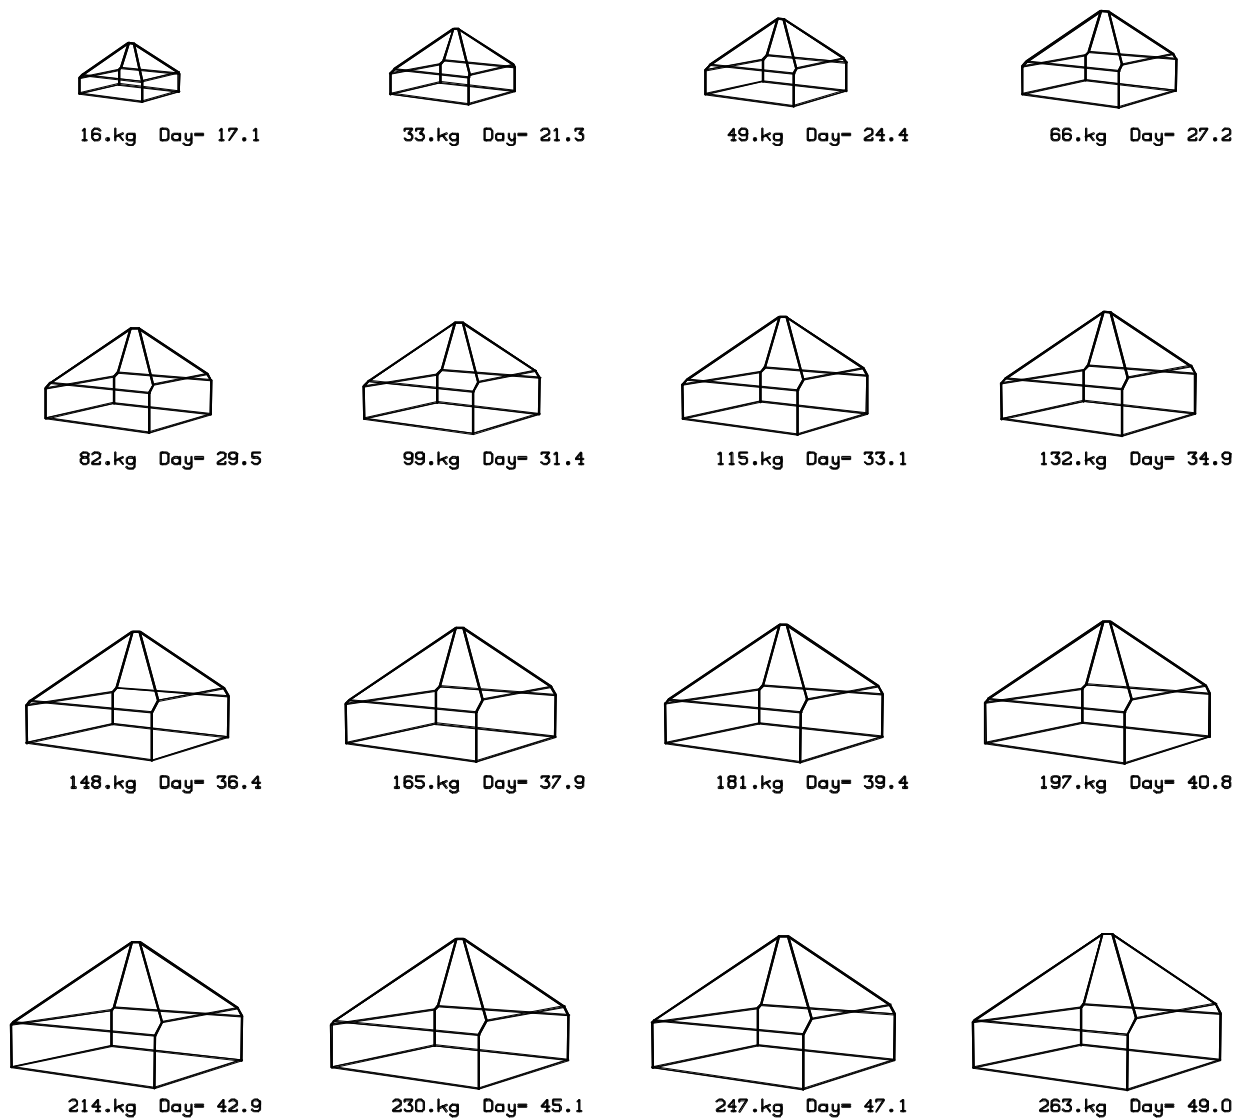 16.kg Day= 17.1 33.kg Day= 21.3 49.kg Day= 24.4 66.kg Day= 27.2
82.kg Day= 29.5 99.kg Day= 31.4 115.kg Day= 33.1 132.kg Day= 34.9
148.kg Day= 36.4 165.kg Day= 37.9 181.kg Day= 39.4 197.kg Day= 40.8
214.kg Day= 42.9 230.kg Day= 45.1 247.kg Day= 47.1 263.kg Day= 49.0